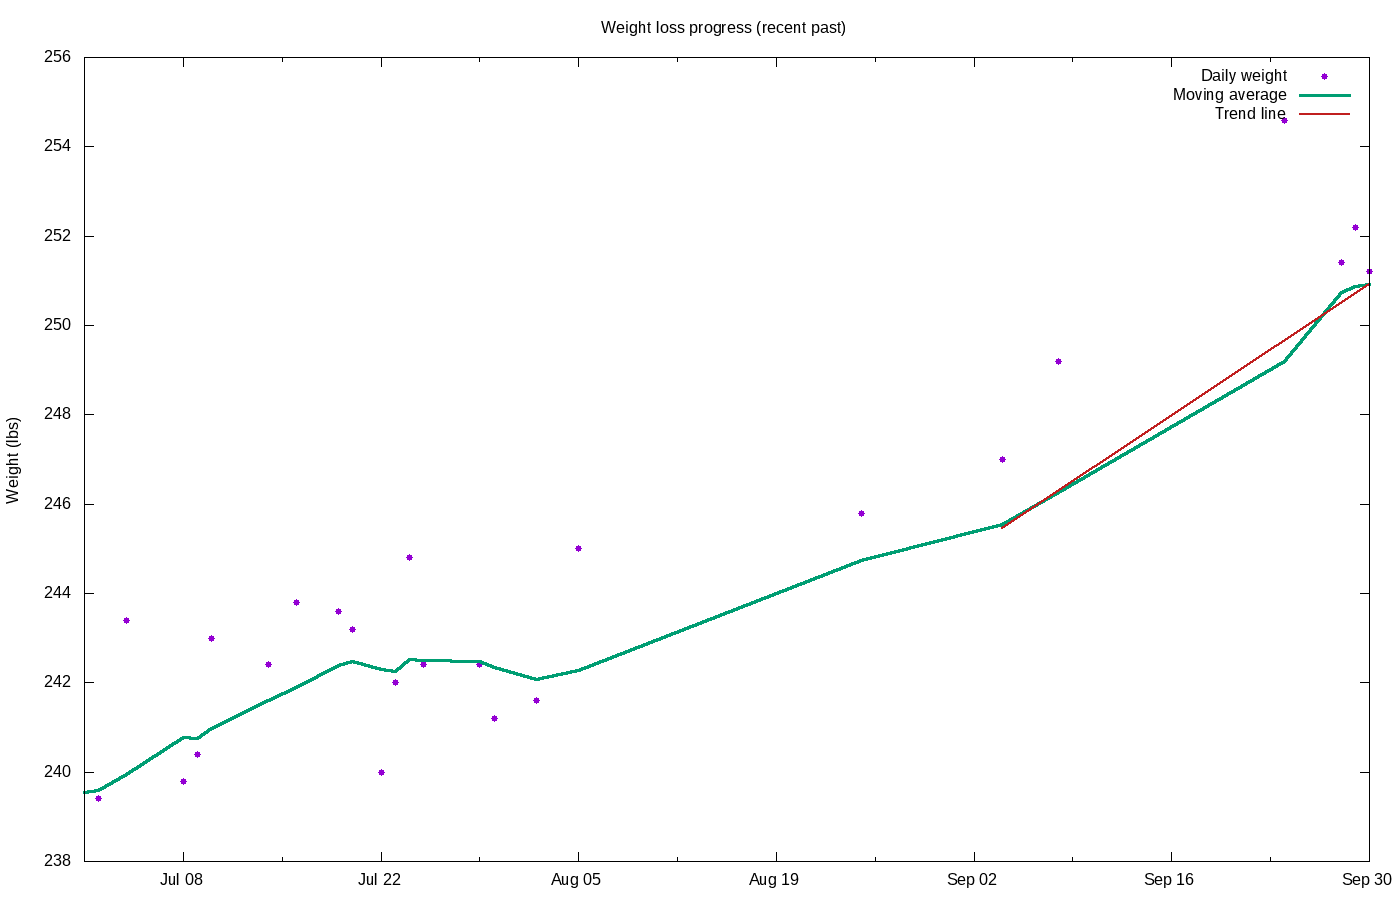 Weight loss progress (recent past)
256
254
252
250
248
246
244
242
240
238
Weight (lbs)
Daily weight
Moving average
Trend line
Jul 08 Jul 22 Aug 05 Aug 19 Sep 02 Sep 16 Sep 30